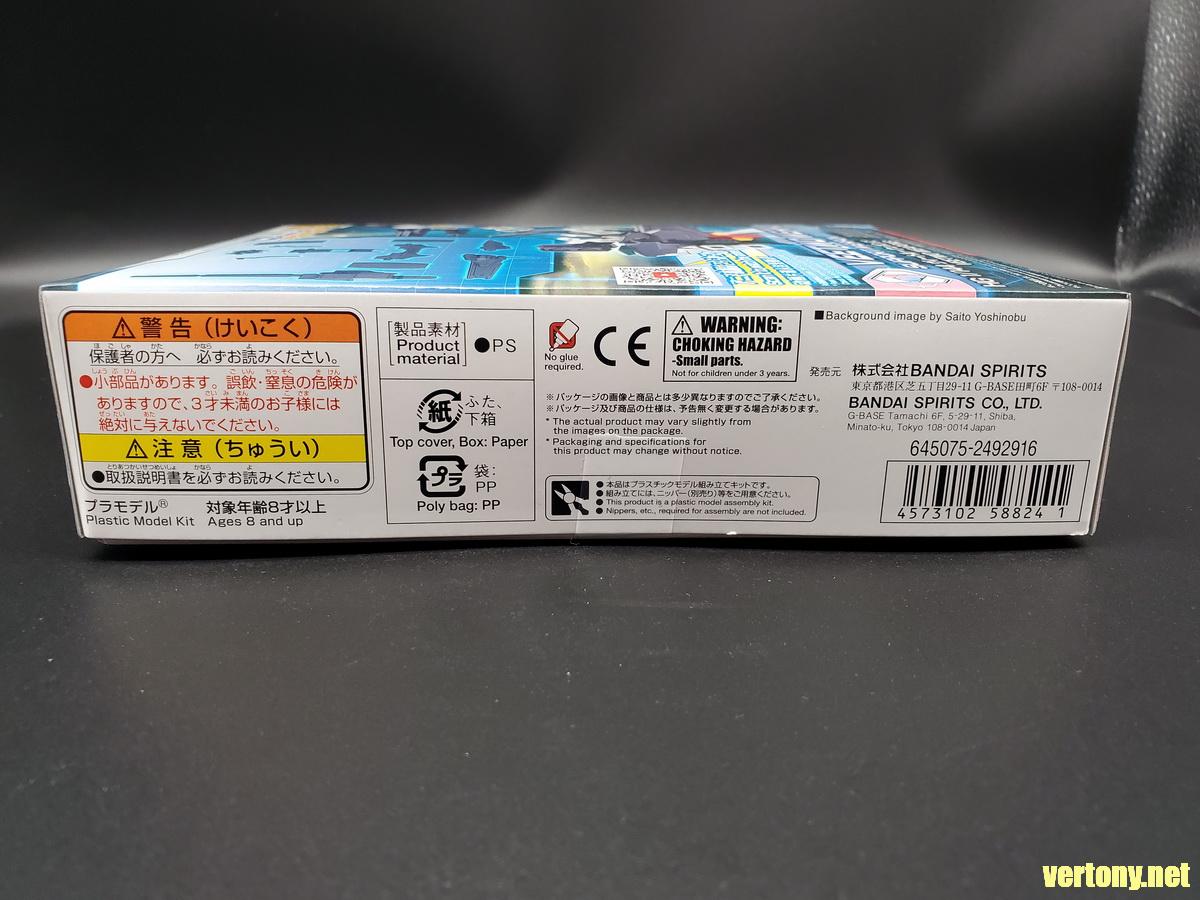 警告（けいこく）
保護者の方へ 必ずお読みください。
●小部品があります。誤飲・窒息の危険が
ありますので、3才未満のお子様には
絶対に与えないでください。
注意（ちゅうい）
●取扱説明書を必ずお読みください。
プラモデル® 対象年齢8才以上
Plastic Model Kit Ages 8 and up
[製品素材]
Product material
●PS
紙
ふた、
下箱
Top cover, Box: Paper
プラ
袋:
PP
Poly bag: PP
No glue
required.
CE
WARNING:
CHOKING HAZARD
-Small parts.
Not for children under 3 years.
※パッケージの画像と商品とは多少異なりますのでご了承ください。
※パッケージ及び商品の仕様は、予告無く変更する場合があります。
* The actual product may vary slightly from
the images on the package.
* Packaging and specifications for
this product may change without notice.
●本品はプラスチックモデル組み立てキットです。
●組み立てには、ニッパー(別売り)等をご用意ください。
●This product is a plastic model assembly kit.
●Nippers, etc., required for assembly are not included.
■Background image by Saito Yoshinobu
発売元 株式会社BANDAI SPIRITS
東京都港区芝五丁目29-11 G-BASE田町6F 〒108-0014
BANDAI SPIRITS CO., LTD.
G-BASE Tamachi 6F, 5-29-11, Shiba,
Minato-ku, Tokyo 108-0014 Japan
645075-2492916
4573102 58824 1
vertony.net